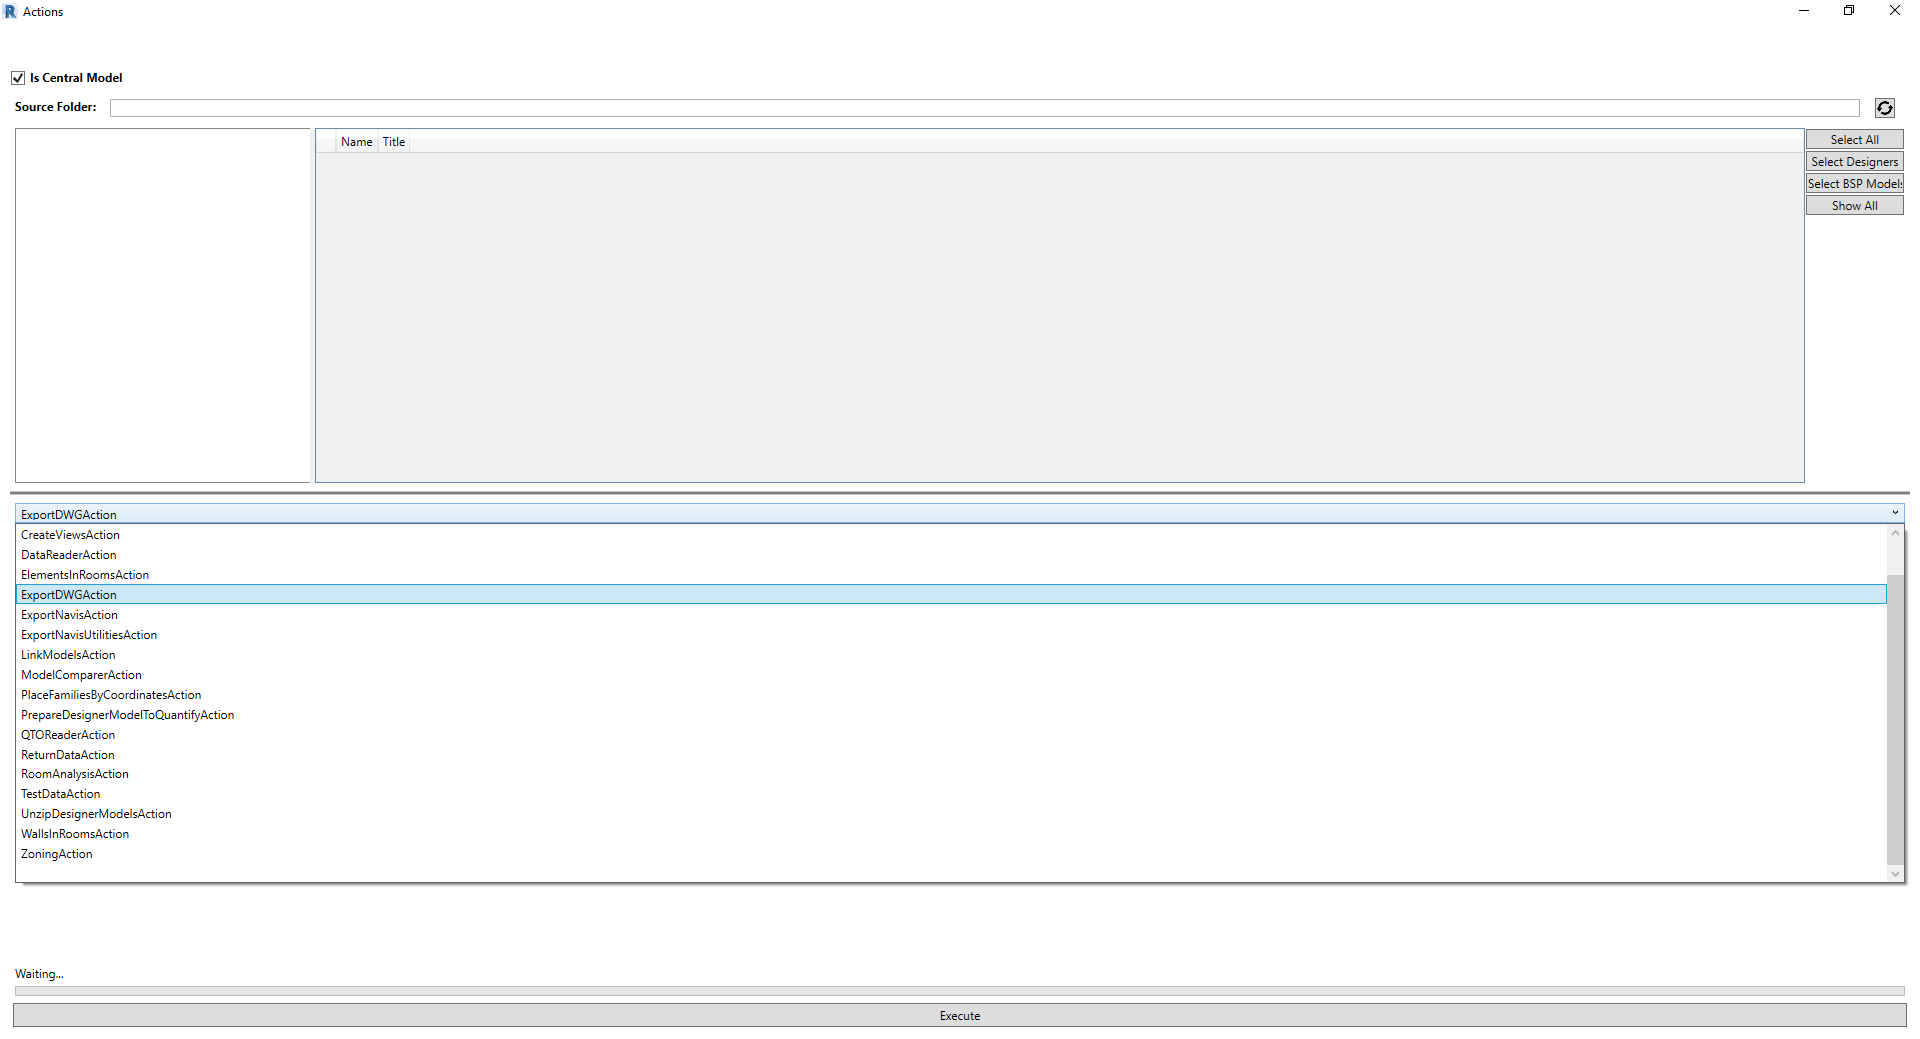 Actions
Is Central Model
Source Folder:
Name Title
Select All
Select Designers
Select BSP Models
Show All
ExportDWGAction
CreateViewsAction
DataReaderAction
ElementsInRoomsAction
ExportDWGAction
ExportNavisAction
ExportNavisUtilitiesAction
LinkModelsAction
ModelComparerAction
PlaceFamiliesByCoordinatesAction
PrepareDesignerModelToQuantifyAction
QTOReaderAction
ReturnDataAction
RoomAnalysisAction
TestDataAction
UnzipDesignerModelsAction
WallsInRoomsAction
ZoningAction
Waiting...
Execute